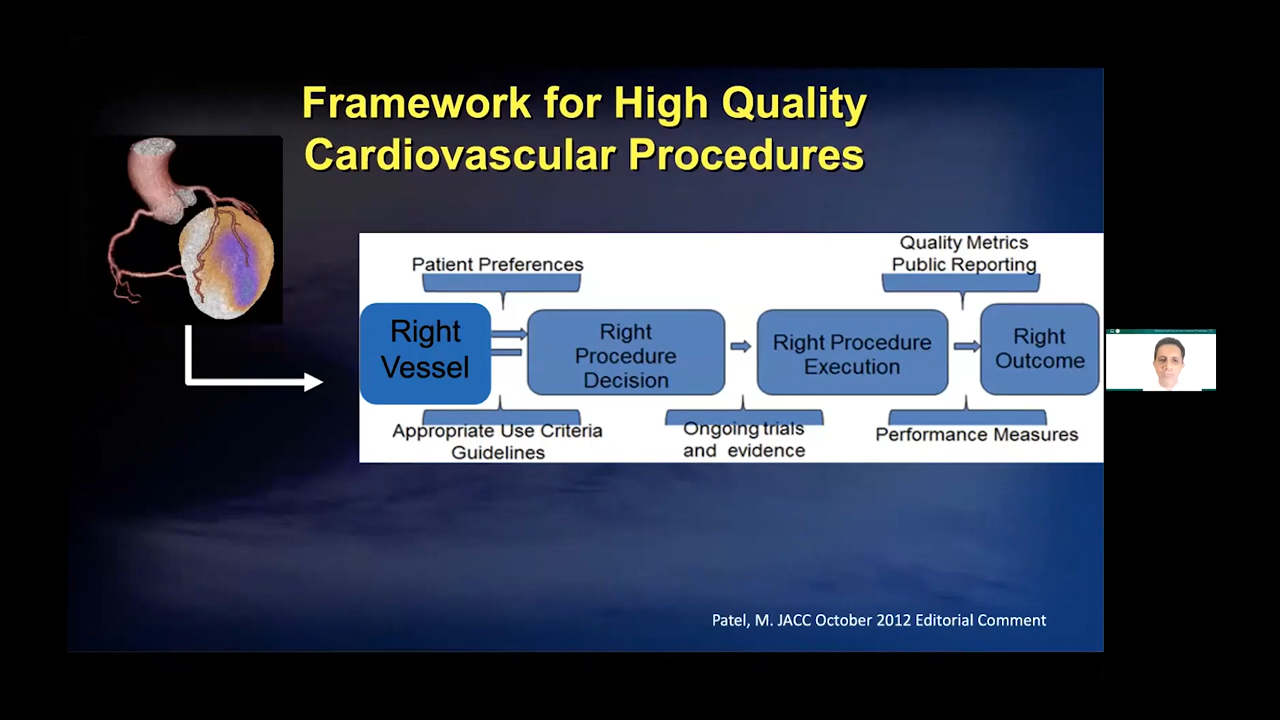 Framework for High Quality
Cardiovascular Procedures
Patient Preferences
Quality Metrics
Public Reporting
Right
Vessel
Right
Procedure
Decision
Right Procedure
Execution
Right
Outcome
Appropriate Use Criteria
Guidelines
Ongoing trials
and evidence
Performance Measures
Patel, M. JACC October 2012 Editorial Comment